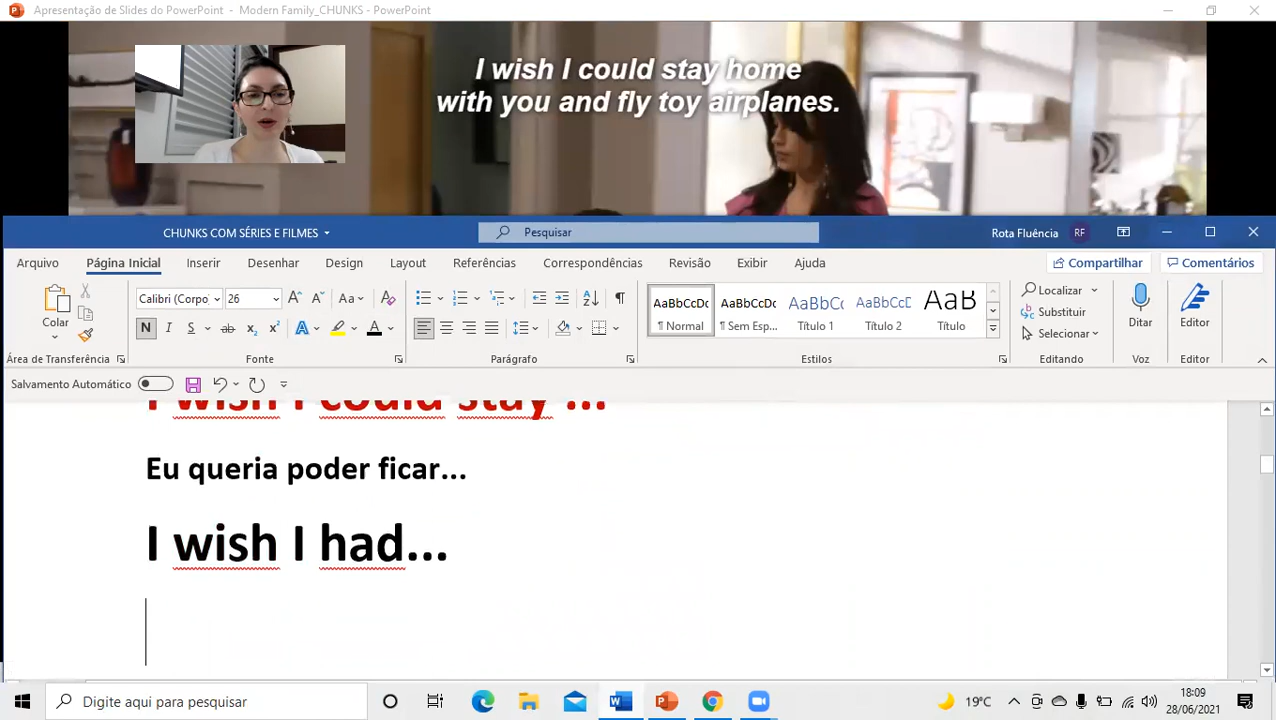 Apresentação de Slides do PowerPoint - Modern Family_CHUNKS - PowerPoint
I wish I could stay home
with you and fly toy airplanes.
CHUNKS COM SÉRIES E FILMES
Pesquisar
Rota Fluência RF
Arquivo Página Inicial Inserir Desenhar Design Layout Referências Correspondências Revisão Exibir Ajuda Compartilhar Comentários
Colar
Calibri (Corpo) 26
AaBbCcDc AaBbCcDc AaBbCc AaBbCcD AaB
¶ Normal ¶ Sem Esp... Título 1 Título 2 Título
Localizar
Substituir
Selecionar
Ditar
Editor
Área de Transferência Fonte Parágrafo Estilos Editando Voz Editor
Salvamento Automático
I wish I could stay ...
Eu queria poder ficar...
I wish I had...
Digite aqui para pesquisar
19°C
18:09
28/06/2021